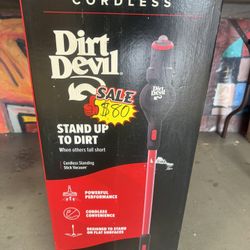 CORDLESS
Dirt
Devil
SALE
$80
Dirt
Devil
STAND UP
TO DIRT
When others fall short
Cordless Standing
Stick Vacuum
POWERFUL
PERFORMANCE
CORDLESS
CONVENIENCE
DESIGNED TO STAND
ON FLAT SURFACES